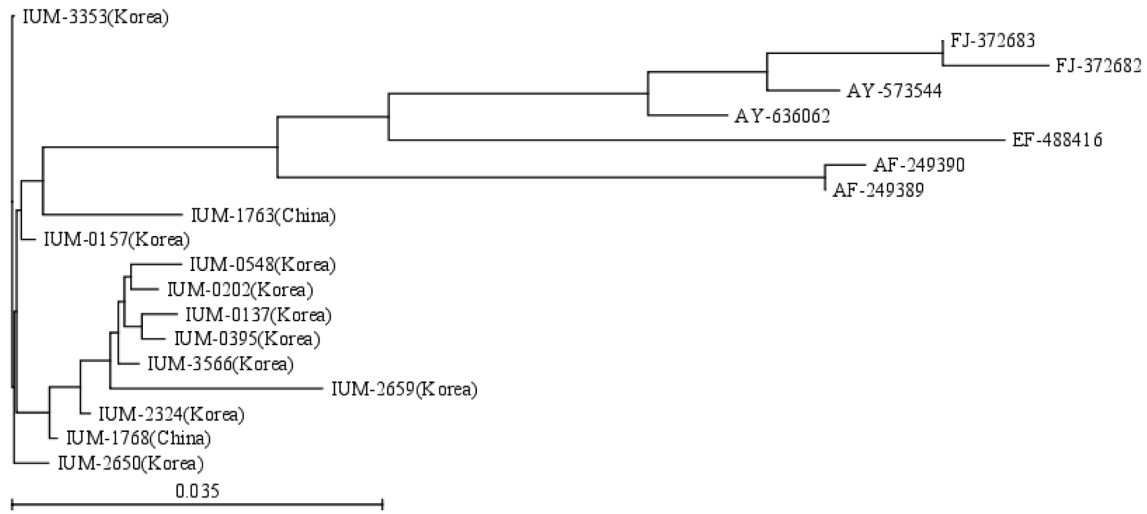 IUM-3353(Korea)
FJ-372683
FJ-372682
AY-573544
AY-636062
EF-488416
AF-249390
AF-249389
IUM-1763(China)
IUM-0157(Korea)
IUM-0548(Korea)
IUM-0202(Korea)
IUM-0137(Korea)
IUM-0395(Korea)
IUM-3566(Korea)
IUM-2659(Korea)
IUM-2324(Korea)
IUM-1768(China)
IUM-2650(Korea)
0.035